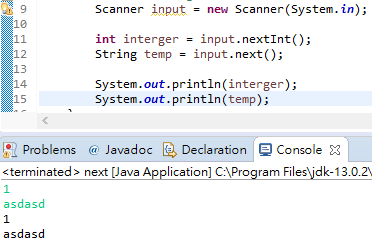 9 Scanner input = new Scanner(System.in);
10
11 int interger = input.nextInt();
12 String temp = input.next();
13
14 System.out.println(interger);
15 System.out.println(temp);
Problems @ Javadoc Declaration Console
<terminated> next [Java Application] C:\Program Files\jdk-13.0.2\
1
asdasd
1
asdasd